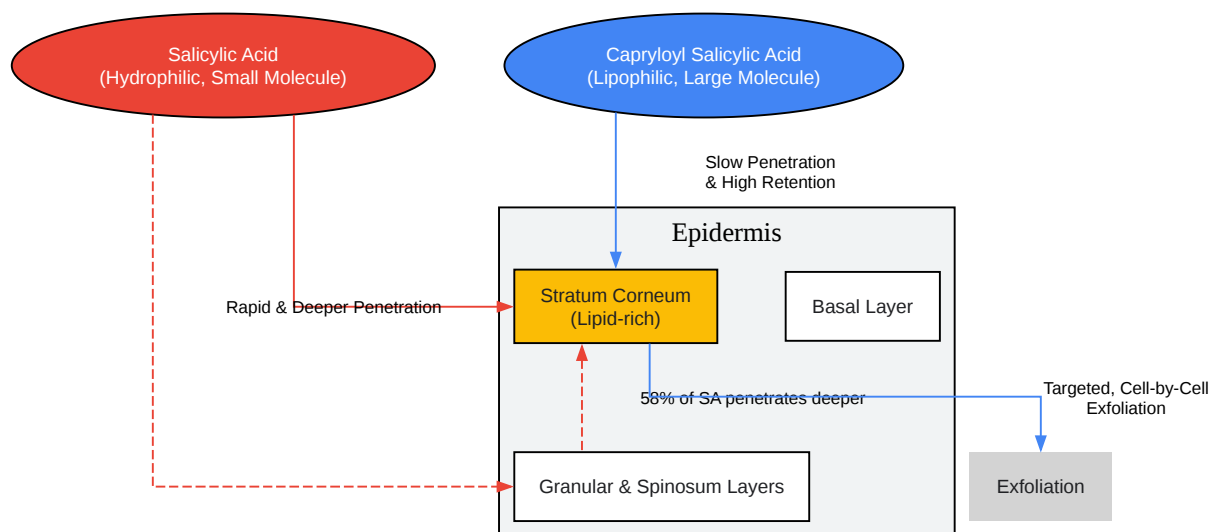 Salicylic Acid
(Hydrophilic, Small Molecule)
Capryloyl Salicylic Acid
(Lipophilic, Large Molecule)
Slow Penetration
& High Retention
Epidermis
Rapid & Deeper Penetration
Stratum Corneum
(Lipid-rich)
Basal Layer
58% of SA penetrates deeper
Targeted, Cell-by-Cell
Exfoliation
Granular & Spinosum Layers
Exfoliation